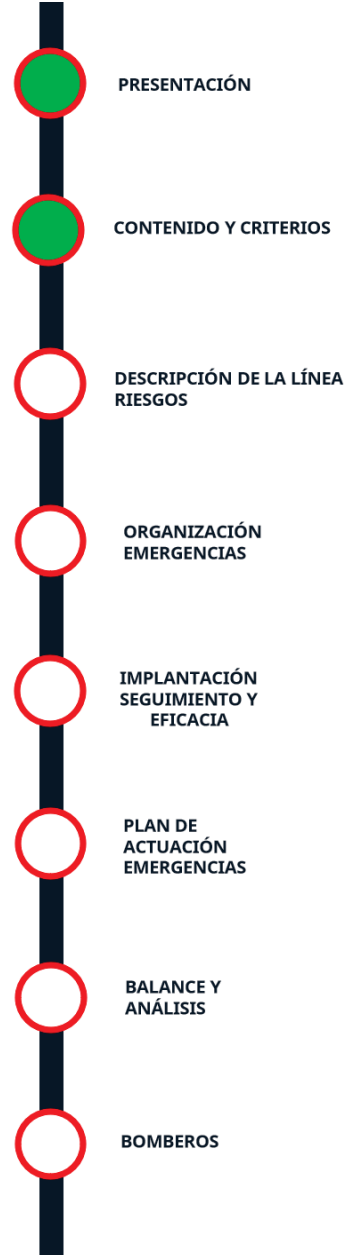 PRESENTACIÓN
CONTENIDO Y CRITERIOS
DESCRIPCIÓN DE LA LÍNEA
RIESGOS
ORGANIZACIÓN
EMERGENCIAS
IMPLANTACIÓN
SEGUIMIENTO Y
EFICACIA
PLAN DE
ACTUACIÓN
EMERGENCIAS
BALANCE Y
ANÁLISIS
BOMBEROS